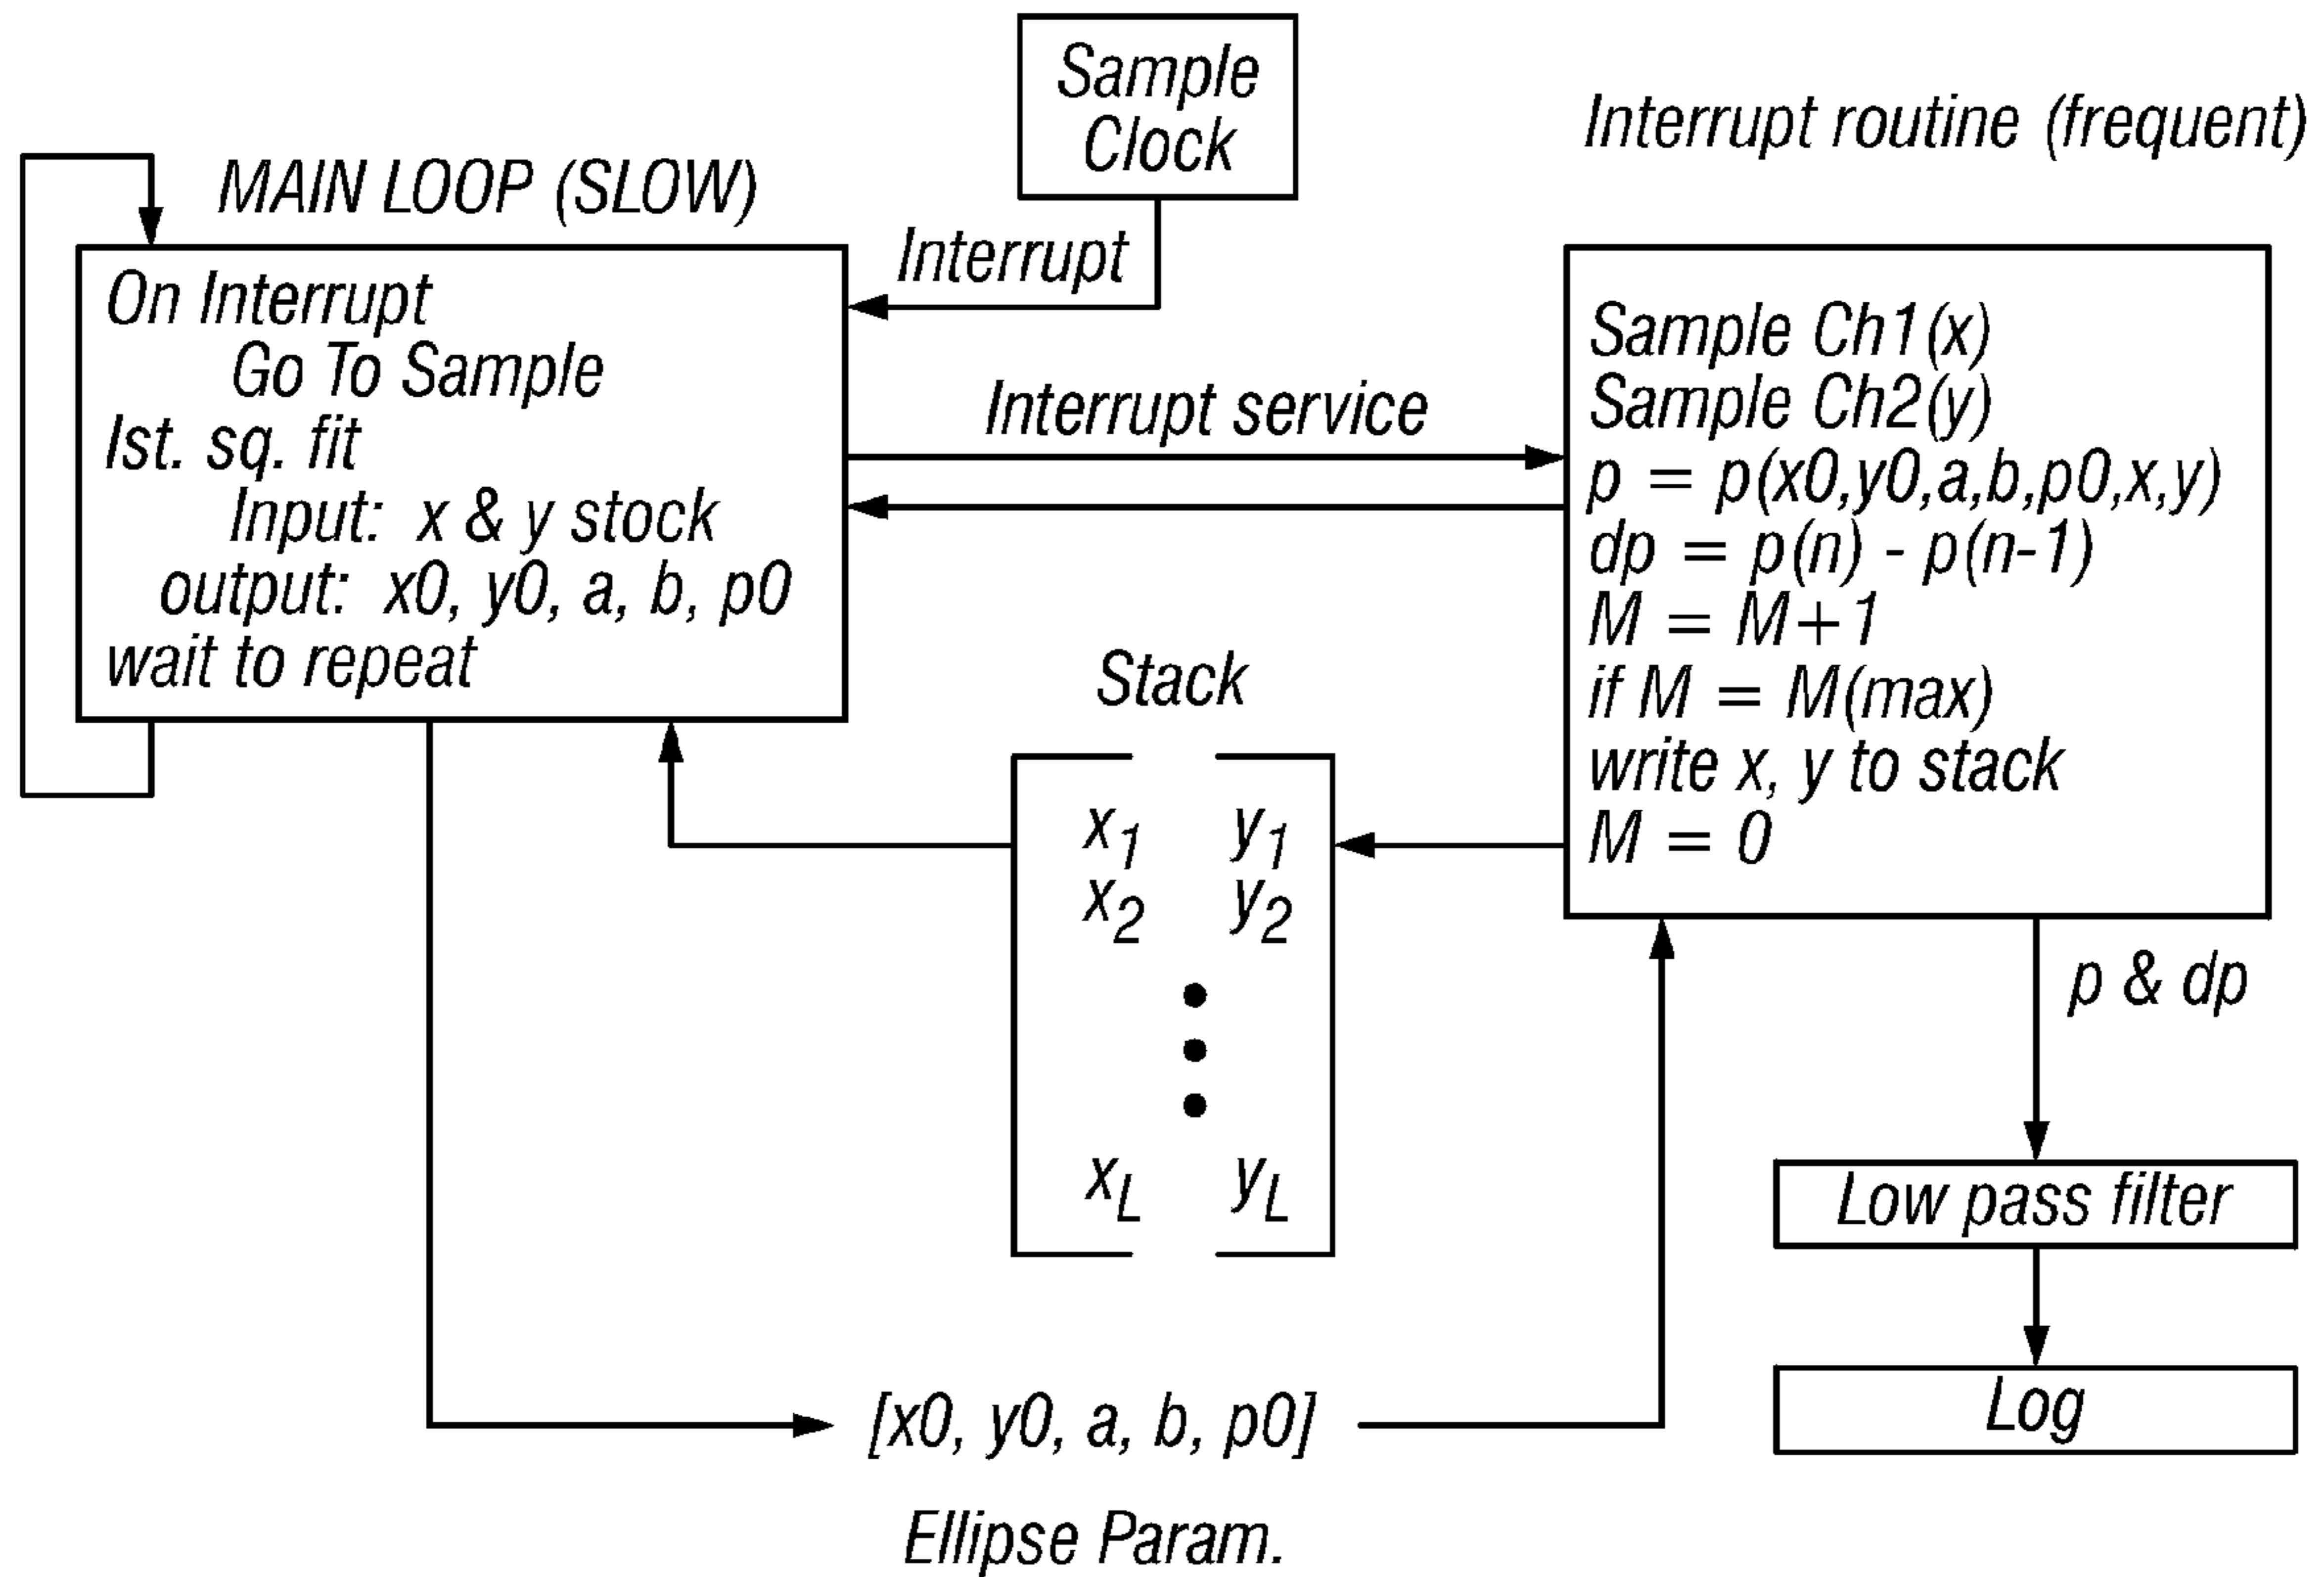 Sample
Clock
Interrupt routine (frequent)
MAIN LOOP (SLOW)
Interrupt
On Interrupt
Go To Sample
lst. sq. fit
Input: x & y stock
output: x0, y0, a, b, p0
wait to repeat
Interrupt service
Sample Ch1(x)
Sample Ch2(y)
p = p(x0,y0,a,b,p0,x,y)
dp = p(n) - p(n-1)
M = M+1
if M = M(max)
write x, y to stack
M = 0
Stack
x1 y1
x2 y2
xL yL
p & dp
Low pass filter
Log
[x0, y0, a, b, p0]
Ellipse Param.